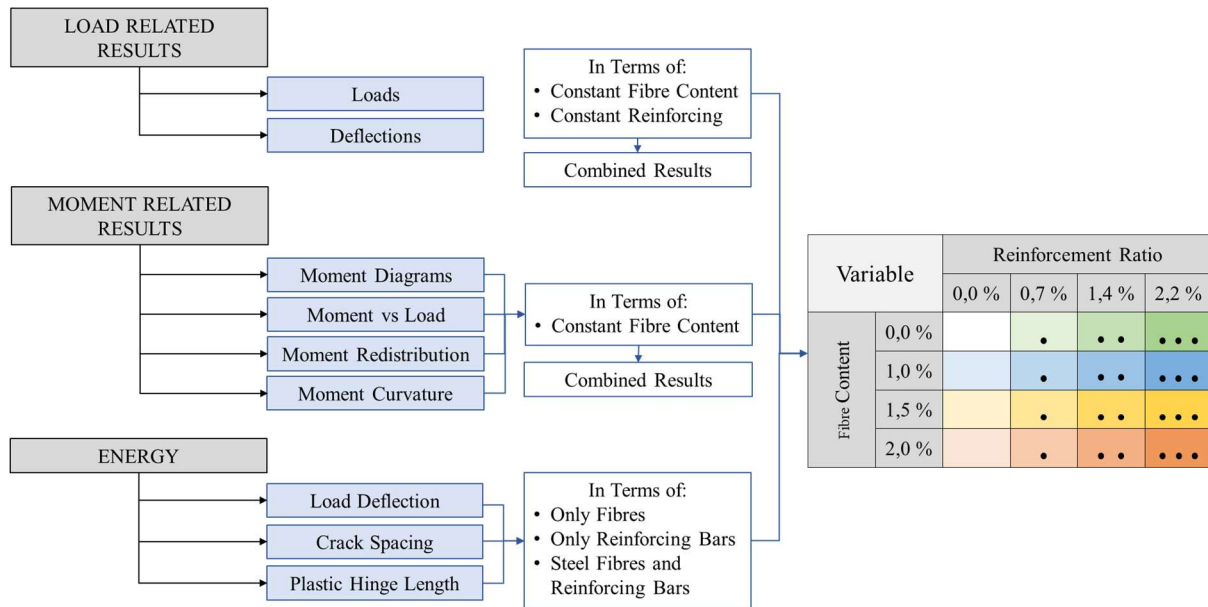 LOAD RELATED
RESULTS
Loads
Deflections
In Terms of:
• Constant Fibre Content
• Constant Reinforcing
Combined Results
MOMENT RELATED
RESULTS
Moment Diagrams
Moment vs Load
Moment Redistribution
Moment Curvature
In Terms of:
• Constant Fibre Content
Combined Results
ENERGY
Load Deflection
Crack Spacing
Plastic Hinge Length
In Terms of:
• Only Fibres
• Only Reinforcing Bars
• Steel Fibres and
Reinforcing Bars
Variable
Reinforcement Ratio
0,0 % 0,7 % 1,4 % 2,2 %
Fibre Content
0,0 % • • • • • •
1,0 % • • • • • •
1,5 % • • • • • •
2,0 % • • • • • •